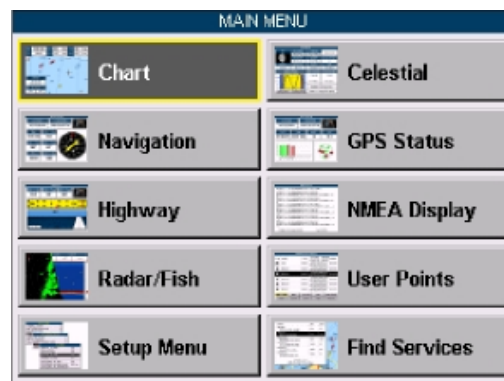 MAIN MENU
Chart
Celestial
Navigation
GPS Status
Highway
NMEA Display
Radar/Fish
User Points
Setup Menu
Find Services